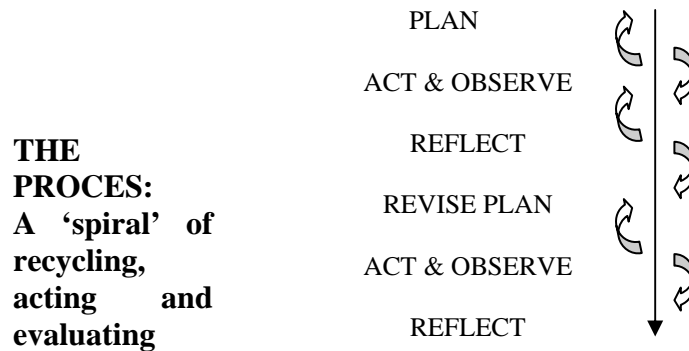 PLAN
ACT & OBSERVE
REFLECT
REVISE PLAN
ACT & OBSERVE
REFLECT
THE
PROCES:
A ‘spiral’ of
recycling,
acting and
evaluating